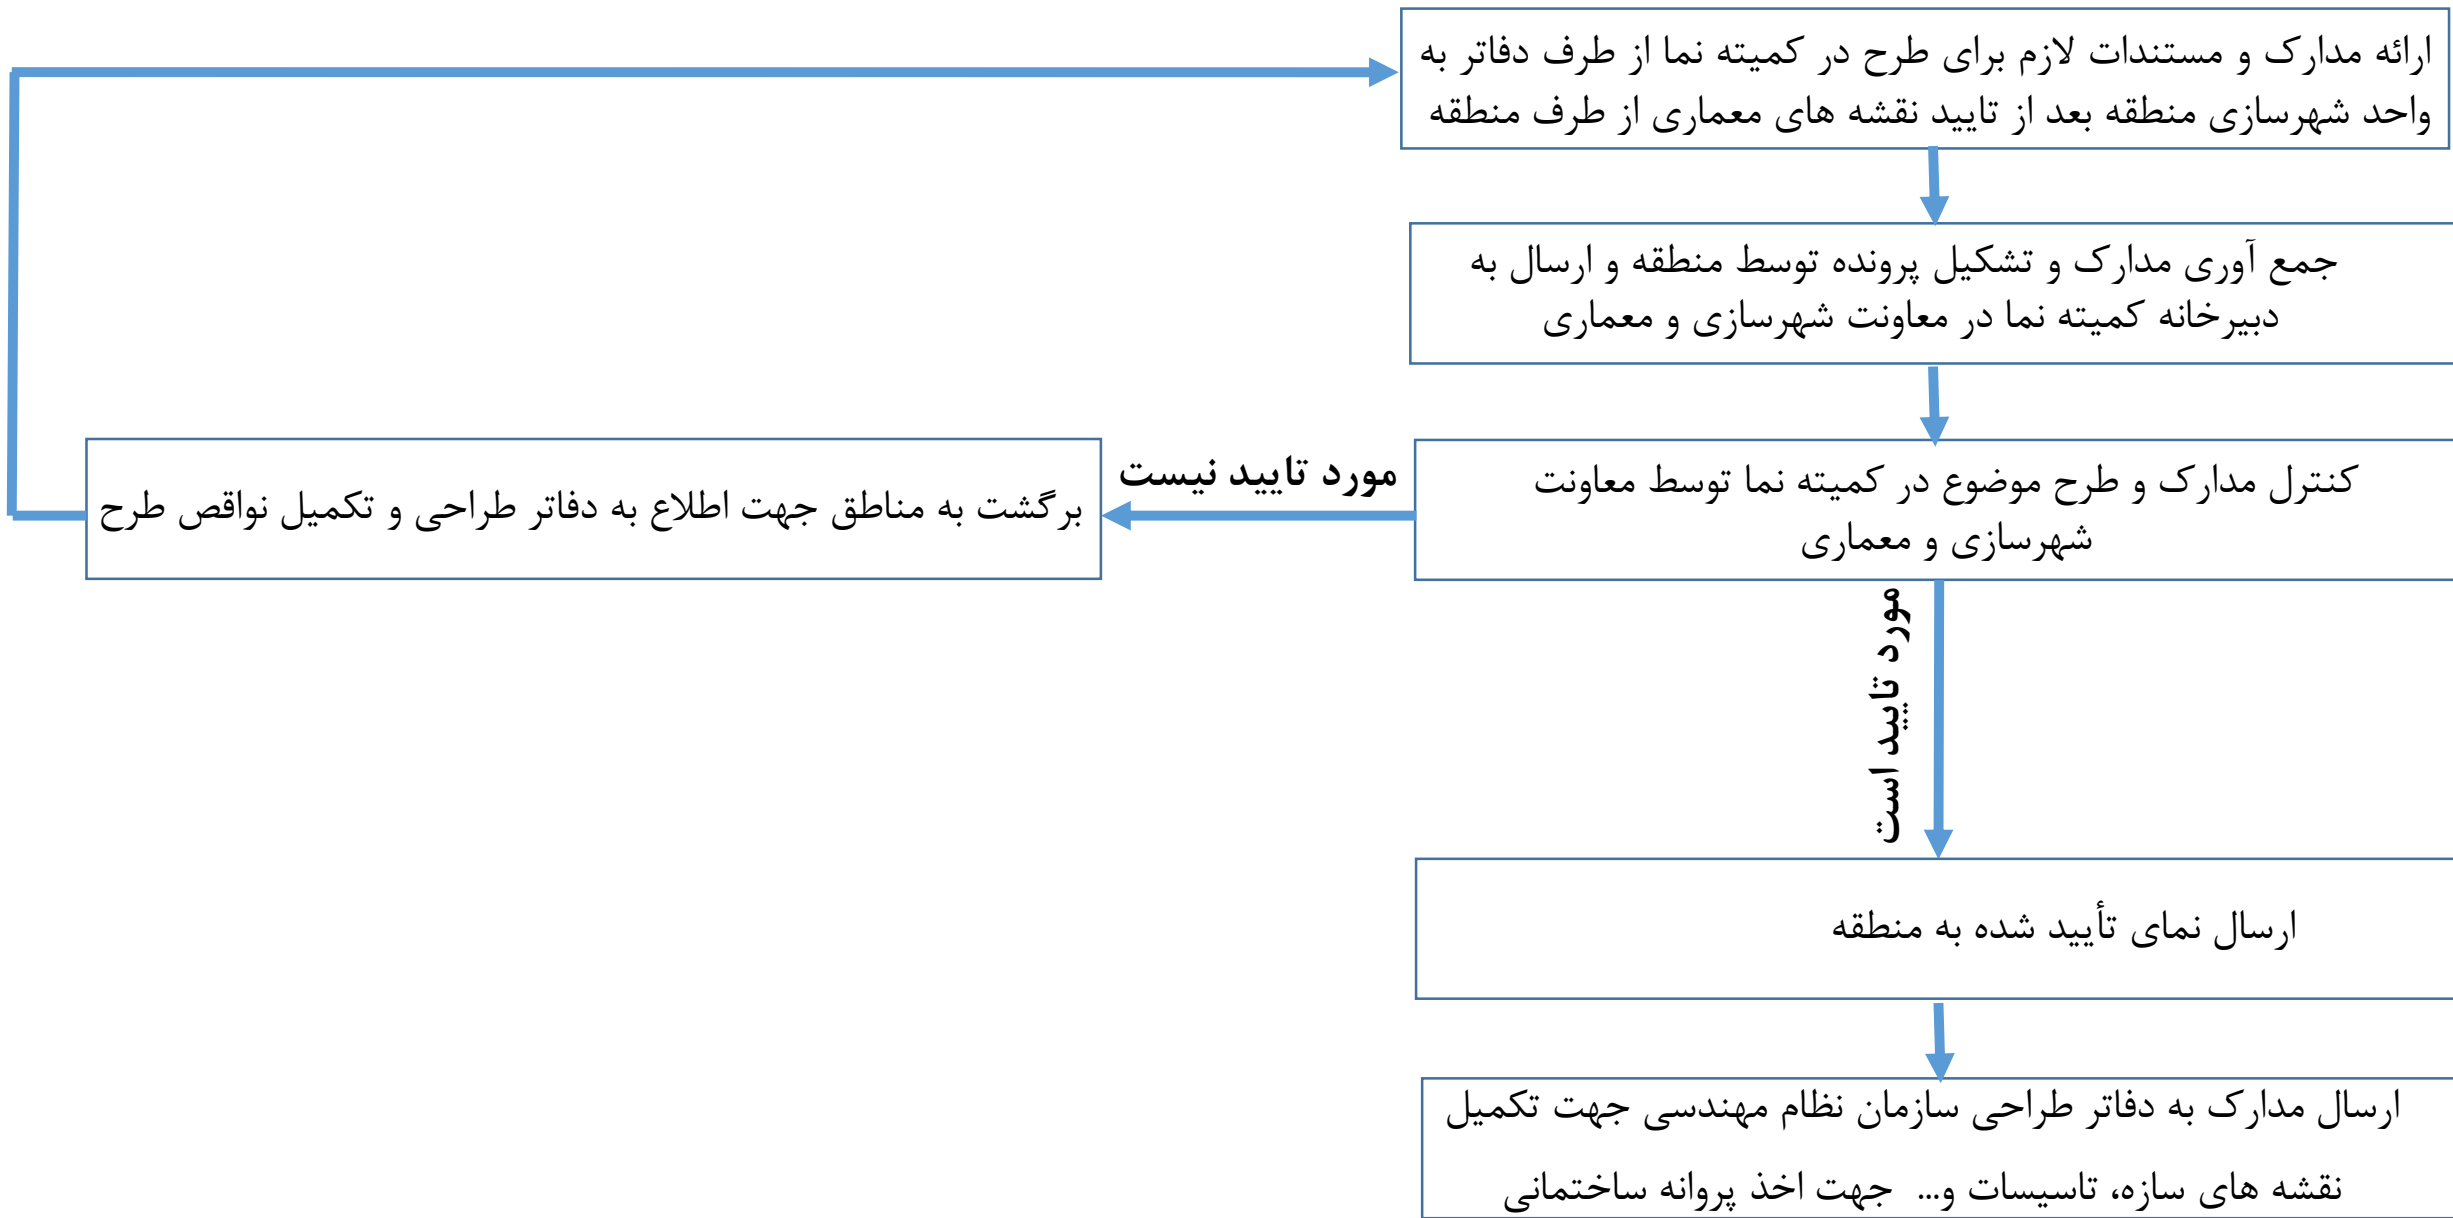 ارائه مدارک و مستندات لازم برای طرح در کمیته نما از طرف دفاتر به
واحد شهرسازی منطقه بعد از تایید نقشه های معماری از طرف منطقه
جمع آوری مدارک و تشکیل پرونده توسط منطقه و ارسال به
دبیرخانه کمیته نما در معاونت شهرسازی و معماری
کنترل مدارک و طرح موضوع در کمیته نما توسط معاونت
شهرسازی و معماری
مورد تایید نیست
برگشت به مناطق جهت اطلاع به دفاتر طراحی و تکمیل نواقص طرح
مورد تایید است
ارسال نمای تأیید شده به منطقه
ارسال مدارک به دفاتر طراحی سازمان نظام مهندسی جهت تکمیل
نقشه های سازه، تاسیسات و... جهت اخذ پروانه ساختمانی